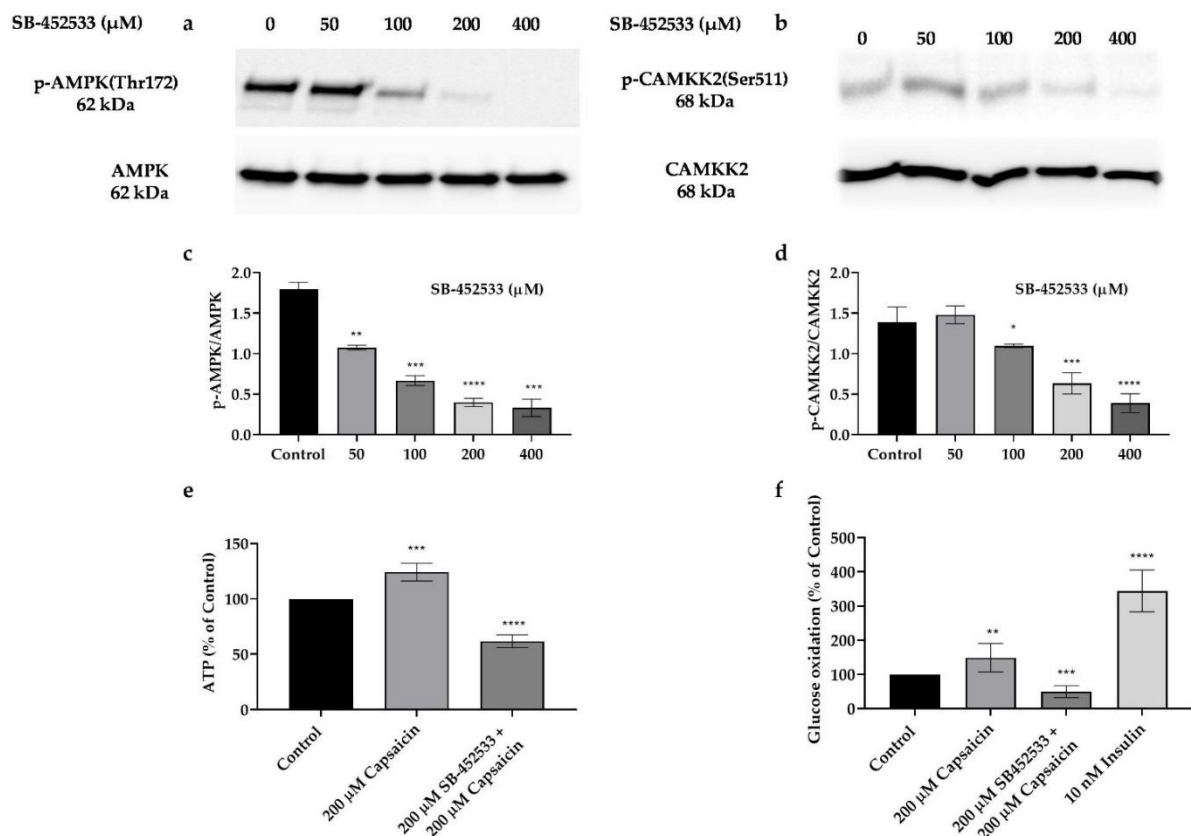 SB-452533 (µM) a
0 50 100 200 400
p-AMPK(Thr172)
62 kDa
AMPK
62 kDa
SB-452533 (µM) b
0 50 100 200 400
p-CAMKK2(Ser511)
68 kDa
CAMKK2
68 kDa
c
SB-452533 (µM)
p-AMPK/AMPK
2.0
1.5
1.0
0.5
0.0
** *** **** ***
Control 50 100 200 400
d
SB-452533 (µM)
p-CAMKK2/CAMKK2
2.0
1.5
1.0
0.5
0.0
* *** ****
Control 50 100 200 400
e
ATP (% of Control)
150
100
50
0
*** ****
Control
200 µM Capsaicin
200 µM SB-452533 +
200 µM Capsaicin
f
Glucose oxidation (% of Control)
500
400
300
200
100
0
** *** ****
Control
200 µM Capsaicin
200 µM SB452533 +
200 µM Capsaicin
10 nM Insulin